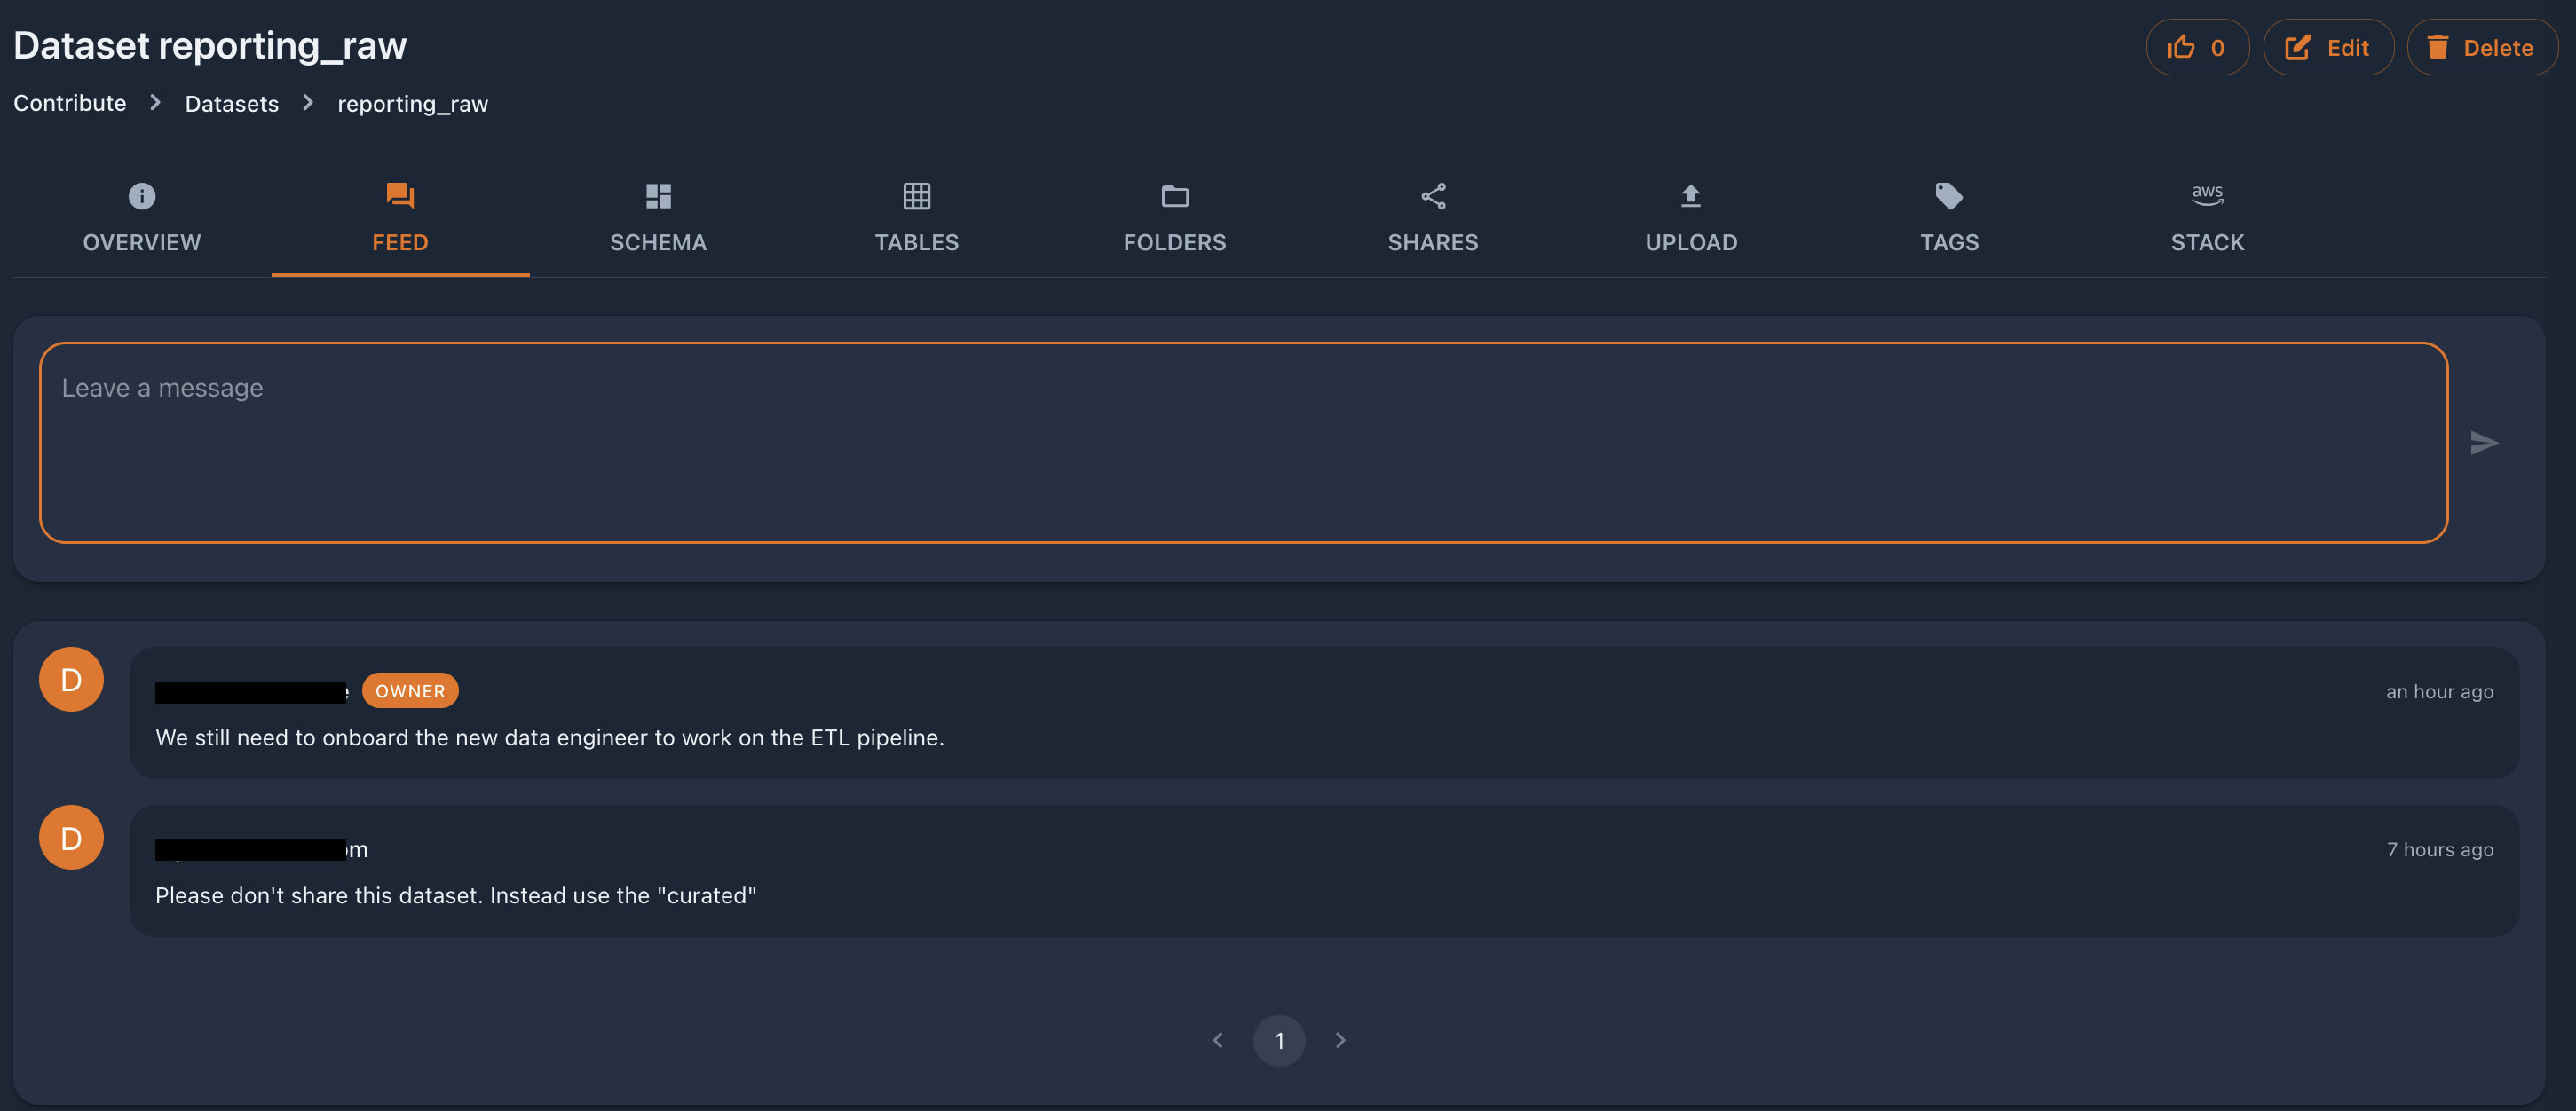 Dataset reporting_raw
0
Edit
Delete
Contribute > Datasets > reporting_raw
OVERVIEW
FEED
SCHEMA
TABLES
FOLDERS
SHARES
UPLOAD
TAGS
aws
STACK
Leave a message
D
OWNER
an hour ago
We still need to onboard the new data engineer to work on the ETL pipeline.
D
m
7 hours ago
Please don't share this dataset. Instead use the "curated"
< 1 >